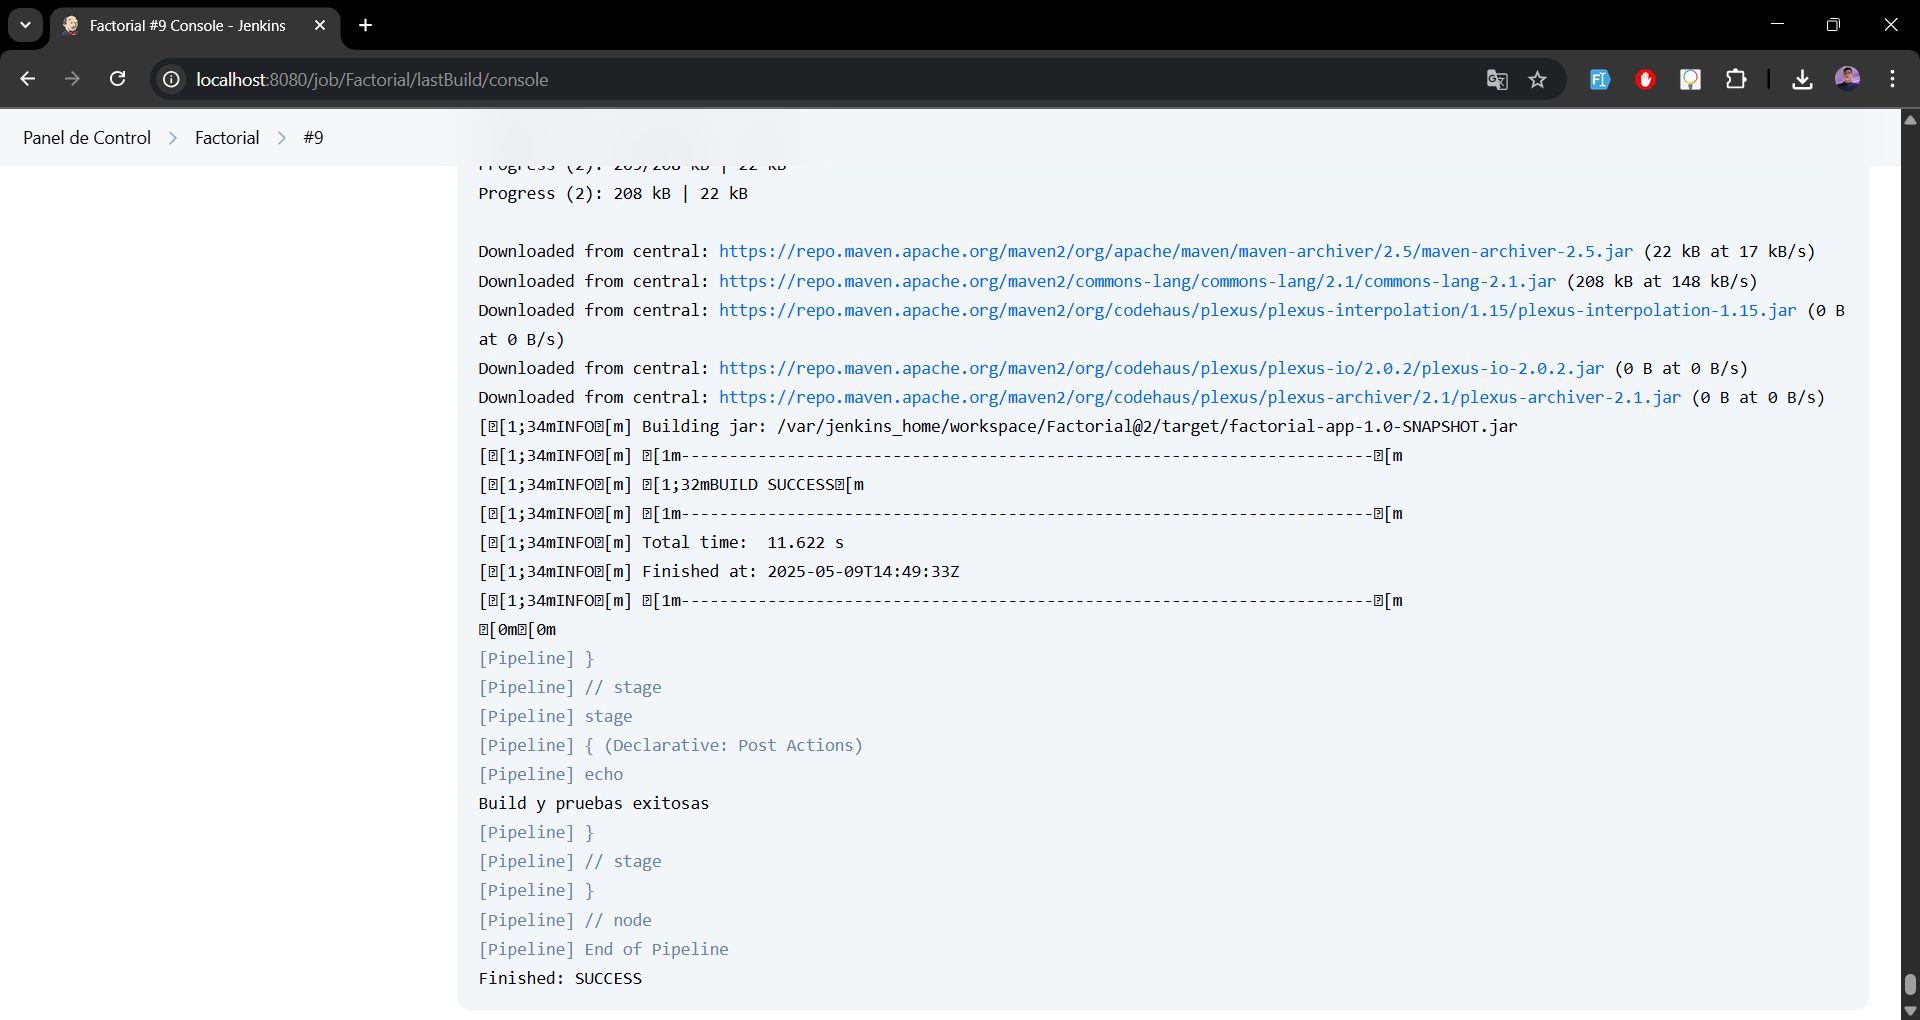 Factorial #9 Console - Jenkins
localhost:8080/job/Factorial/lastBuild/console
Panel de Control
Factorial
#9
Progress (2): 205/208 kB | 22 kB
Progress (2): 208 kB | 22 kB
Downloaded from central: https://repo.maven.apache.org/maven2/org/apache/maven/maven-archiver/2.5/maven-archiver-2.5.jar (22 kB at 17 kB/s)
Downloaded from central: https://repo.maven.apache.org/maven2/commons-lang/commons-lang/2.1/commons-lang-2.1.jar (208 kB at 148 kB/s)
Downloaded from central: https://repo.maven.apache.org/maven2/org/codehaus/plexus/plexus-interpolation/1.15/plexus-interpolation-1.15.jar (0 B
at 0 B/s)
Downloaded from central: https://repo.maven.apache.org/maven2/org/codehaus/plexus/plexus-io/2.0.2/plexus-io-2.0.2.jar (0 B at 0 B/s)
Downloaded from central: https://repo.maven.apache.org/maven2/org/codehaus/plexus/plexus-archiver/2.1/plexus-archiver-2.1.jar (0 B at 0 B/s)
[[1;34mINFO[m] Building jar: /var/jenkins_home/workspace/Factorial@2/target/factorial-app-1.0-SNAPSHOT.jar
[[1;34mINFO[m] [1m------------------------------------------------------------------------[m
[[1;34mINFO[m] [1;32mBUILD SUCCESS[m
[[1;34mINFO[m] [1m------------------------------------------------------------------------[m
[[1;34mINFO[m] Total time:  11.622 s
[[1;34mINFO[m] Finished at: 2025-05-09T14:49:33Z
[[1;34mINFO[m] [1m------------------------------------------------------------------------[m
[0m[0m
[Pipeline] }
[Pipeline] // stage
[Pipeline] stage
[Pipeline] { (Declarative: Post Actions)
[Pipeline] echo
Build y pruebas exitosas
[Pipeline] }
[Pipeline] // stage
[Pipeline] }
[Pipeline] // node
[Pipeline] End of Pipeline
Finished: SUCCESS